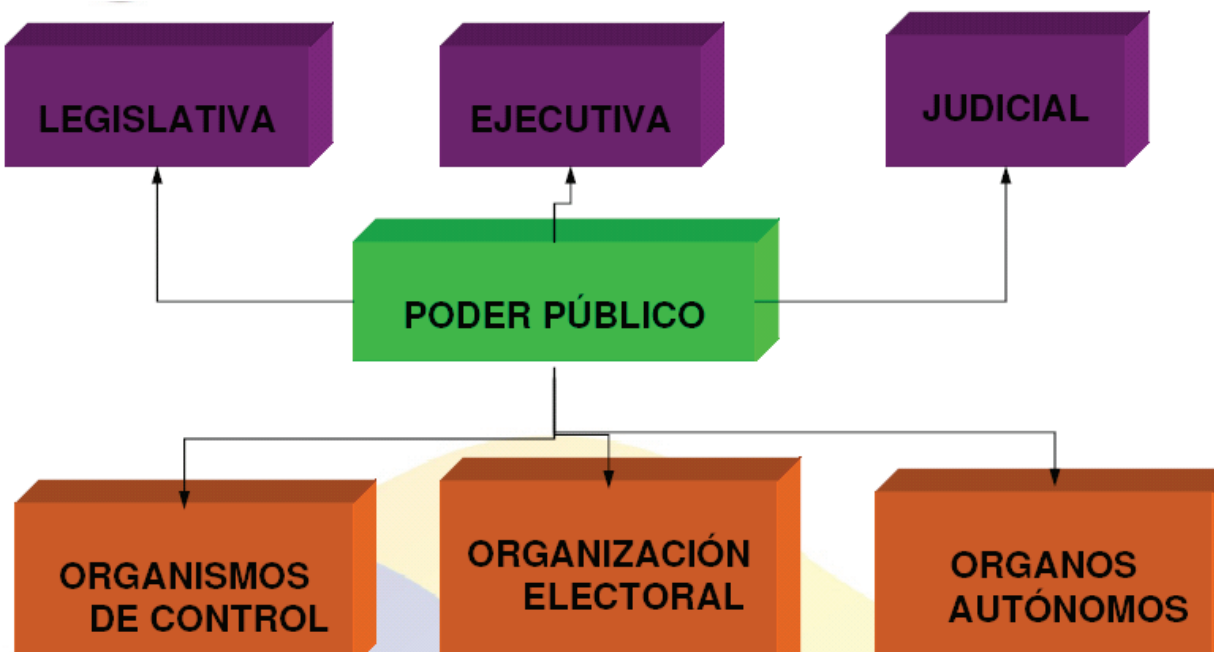 LEGISLATIVA
EJECUTIVA
JUDICIAL
PODER PÚBLICO
ORGANISMOS
DE CONTROL
ORGANIZACIÓN
ELECTORAL
ORGANOS
AUTÓNOMOS